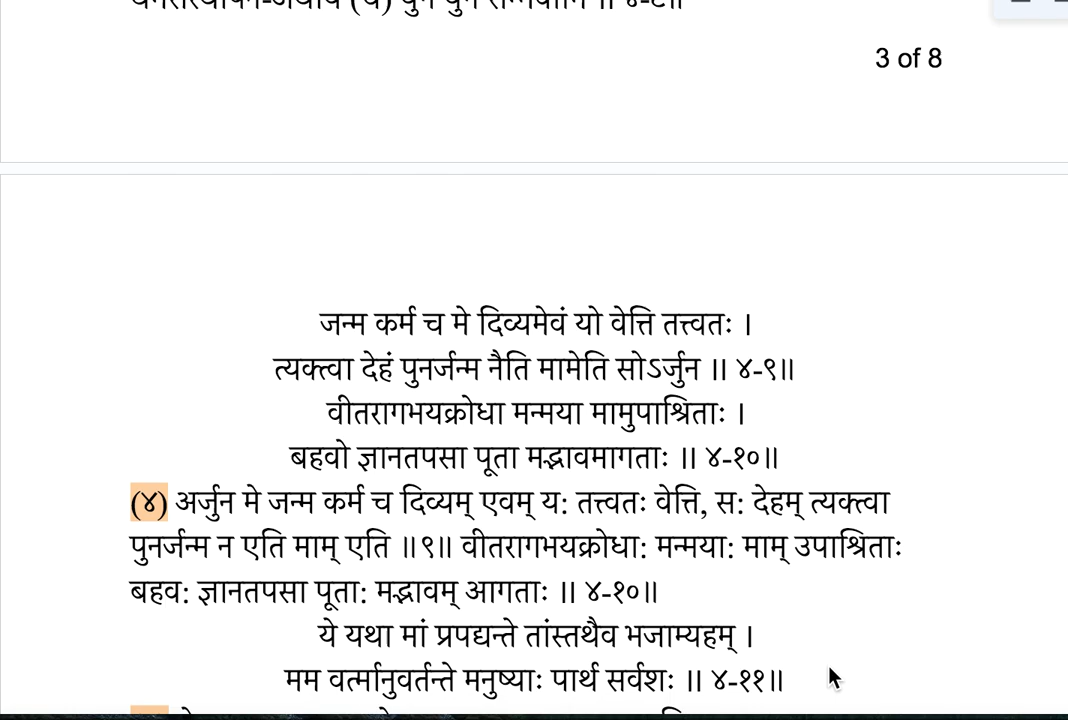 3 of 8
जन्म कर्म च मे दिव्यमेवं यो वेत्ति तत्त्वतः ।
त्यक्त्वा देहं पुनर्जन्म नैति मामेति सोऽर्जुन ॥ ४-९॥
वीतरागभयक्रोधा मन्मया मामुपाश्रिताः ।
बहवो ज्ञानतपसा पूता मद्भावमागताः ॥ ४-१०॥
(४) अर्जुन मे जन्म कर्म च दिव्यम् एवम् य: तत्त्वतः वेत्ति, स: देहम् त्यक्त्वा
पुनर्जन्म न एति माम् एति ॥९॥ वीतरागभयक्रोधा: मन्मया: माम् उपाश्रिताः
बहव: ज्ञानतपसा पूता: मद्भावम् आगताः ॥ ४-१०॥
ये यथा मां प्रपद्यन्ते तांस्तथैव भजाम्यहम् ।
मम वर्त्मानुवर्तन्ते मनुष्याः पार्थ सर्वशः ॥ ४-११॥